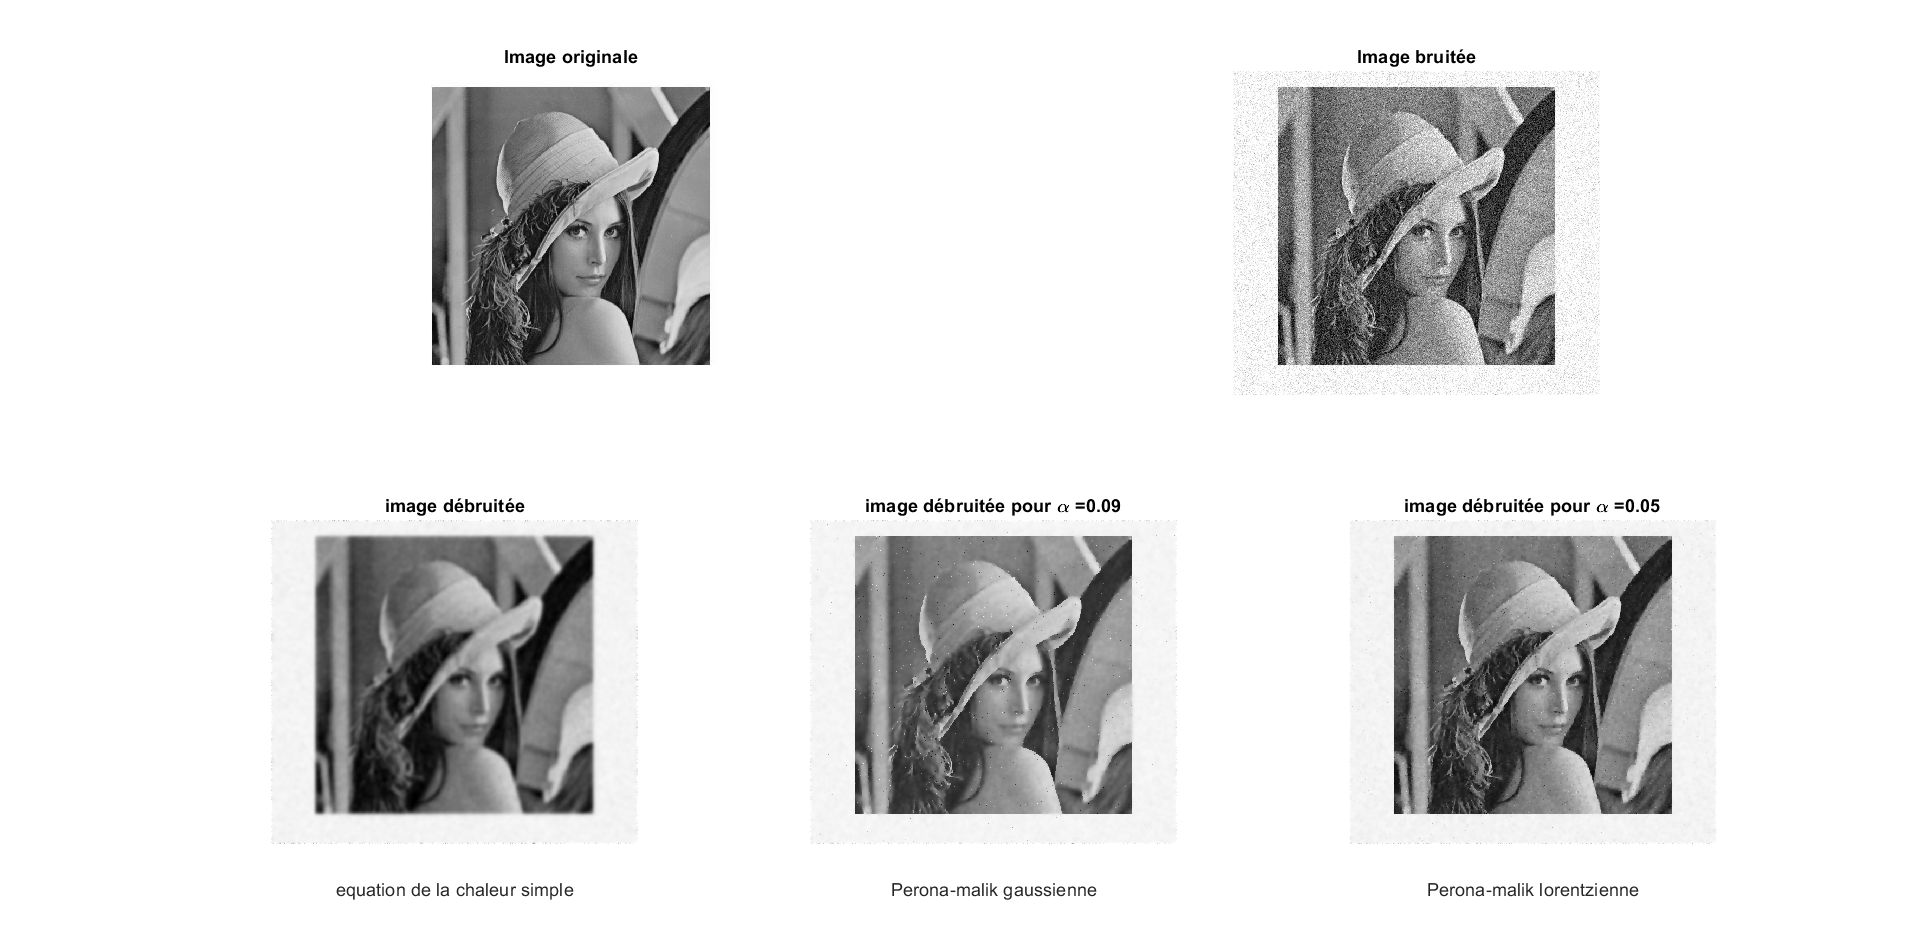 Image originale
Image bruitée
image débruitée
image débruitée pour α =0.09
image débruitée pour α =0.05
equation de la chaleur simple
Perona-malik gaussienne
Perona-malik lorentzienne